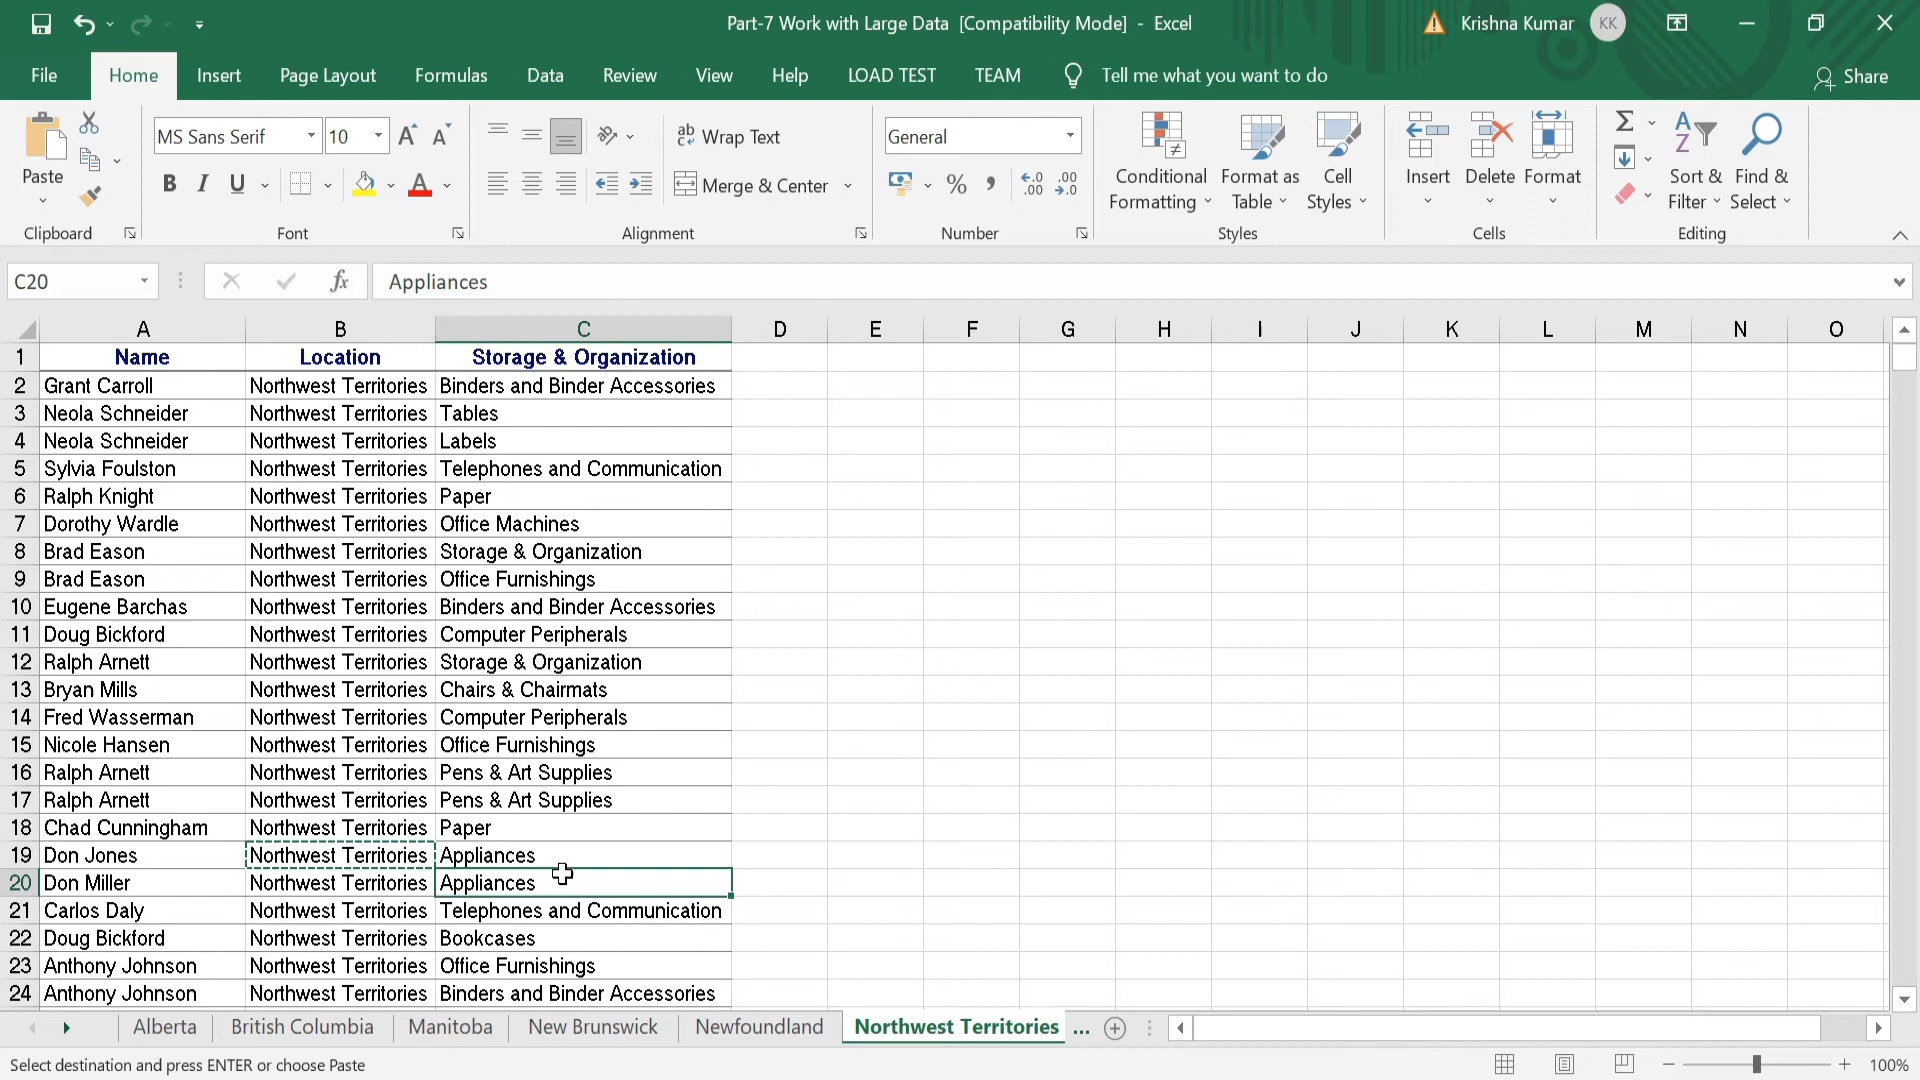 Part-7 Work with Large Data [Compatibility Mode] - Excel
Krishna Kumar KK
File Home Insert Page Layout Formulas Data Review View Help LOAD TEST TEAM Tell me what you want to do Share
Paste
Clipboard
MS Sans Serif 10 A A
B I U A
Font
ab Wrap Text
Merge & Center
Alignment
General
% , .0 .00 .00 .0
Number
Conditional Formatting
Format as Table
Cell Styles
Styles
Insert Delete Format
Cells
Σ
A Z
Sort & Filter
Find & Select
Editing
C20 fx Appliances
A B C D E F G H I J K L M N O
1 Name Location Storage & Organization
2 Grant Carroll Northwest Territories Binders and Binder Accessories
3 Neola Schneider Northwest Territories Tables
4 Neola Schneider Northwest Territories Labels
5 Sylvia Foulston Northwest Territories Telephones and Communication
6 Ralph Knight Northwest Territories Paper
7 Dorothy Wardle Northwest Territories Office Machines
8 Brad Eason Northwest Territories Storage & Organization
9 Brad Eason Northwest Territories Office Furnishings
10 Eugene Barchas Northwest Territories Binders and Binder Accessories
11 Doug Bickford Northwest Territories Computer Peripherals
12 Ralph Arnett Northwest Territories Storage & Organization
13 Bryan Mills Northwest Territories Chairs & Chairmats
14 Fred Wasserman Northwest Territories Computer Peripherals
15 Nicole Hansen Northwest Territories Office Furnishings
16 Ralph Arnett Northwest Territories Pens & Art Supplies
17 Ralph Arnett Northwest Territories Pens & Art Supplies
18 Chad Cunningham Northwest Territories Paper
19 Don Jones Northwest Territories Appliances
20 Don Miller Northwest Territories Appliances
21 Carlos Daly Northwest Territories Telephones and Communication
22 Doug Bickford Northwest Territories Bookcases
23 Anthony Johnson Northwest Territories Office Furnishings
24 Anthony Johnson Northwest Territories Binders and Binder Accessories
Alberta British Columbia Manitoba New Brunswick Newfoundland Northwest Territories ...
Select destination and press ENTER or choose Paste 100%